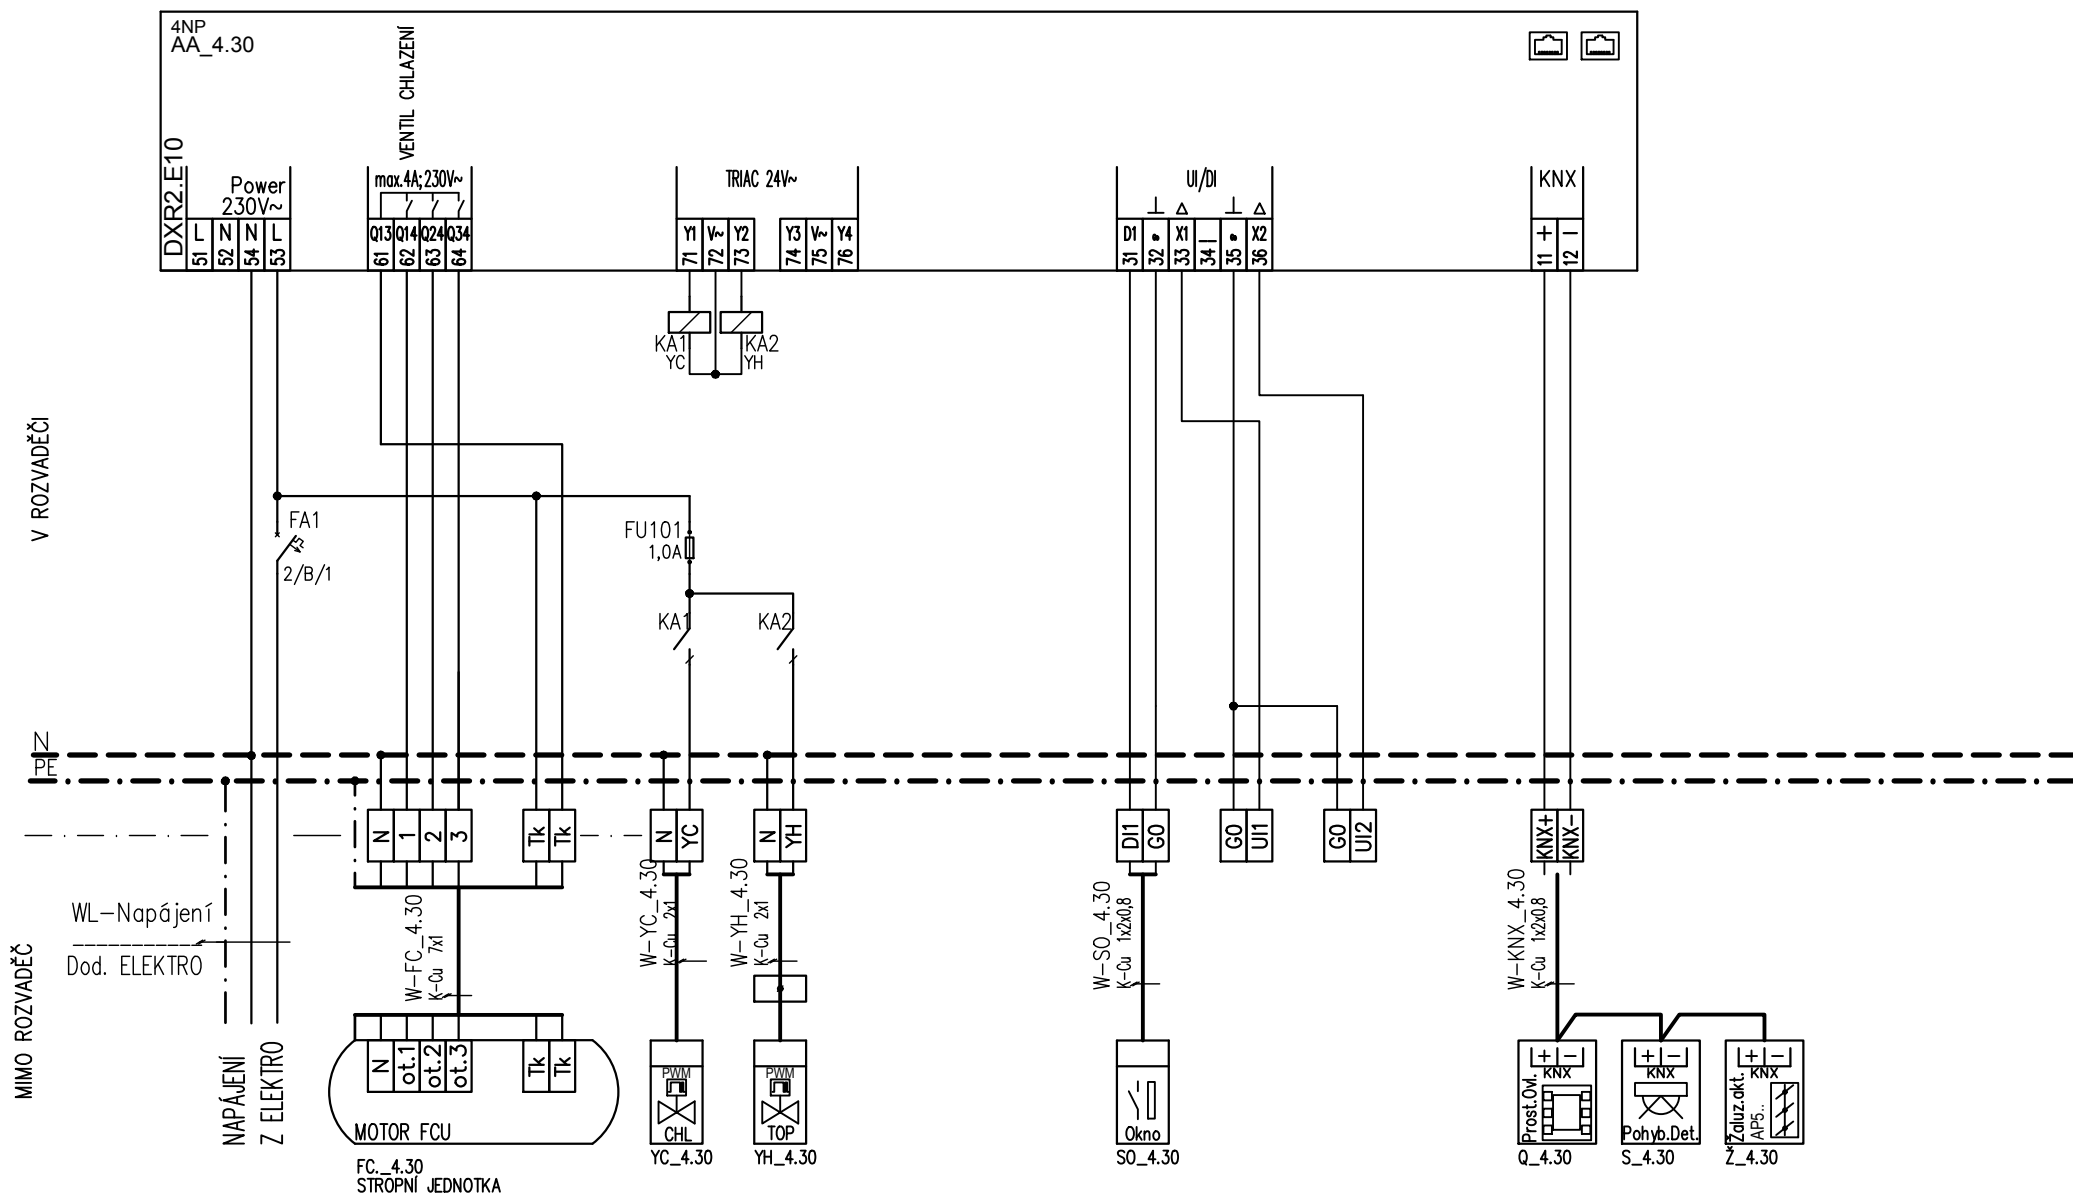 4NP
AA_4.30
VENTIL CHLAZENÍ
DXR2.E10
Power
230V~
max.4A;230V~
TRIAC 24V~
UI/DI
KNX
L N N L
51 52 54 53
Q13 Q14 Q24 Q34
61 62 63 64
Y1 V~ Y2
71 72 73
Y3 V~ Y4
74 75 76
D1 X1 X2
31 32 33 34 35 36
+ −
11 12
KA1
YC
KA2
YH
V ROZVADĚČI
FA1
2/B/1
FU101
1,0A
KA1
KA2
N
PE
N 1 2 3
Tk Tk
N YC
N YH
DI1 GO
GO UI1
GO UI2
KNX+ KNX-
WL-Napájení
Dod. ELEKTRO
MIMO ROZVADĚČ
W-FC_4.30
K-Cu 7x1
W-YC_4.30
K-Cu 2x1
W-YH_4.30
K-Cu 2x1
W-SO_4.30
K-Cu 1x2x0,8
W-KNX_4.30
K-Cu 1x2x0,8
NAPÁJENÍ
Z ELEKTRO
N ot.1 ot.2 ot.3
Tk Tk
MOTOR FCU
FC._4.30
STROPNÍ JEDNOTKA
PWM
CHL
YC_4.30
PWM
TOP
YH_4.30
Okno
SO_4.30
+ −
KNX
Prost.Ovl.
Q_4.30
+ −
KNX
Pohyb.Det.
S_4.30
+ −
KNX
Žaluz.akt.
AP5..
Ž_4.30